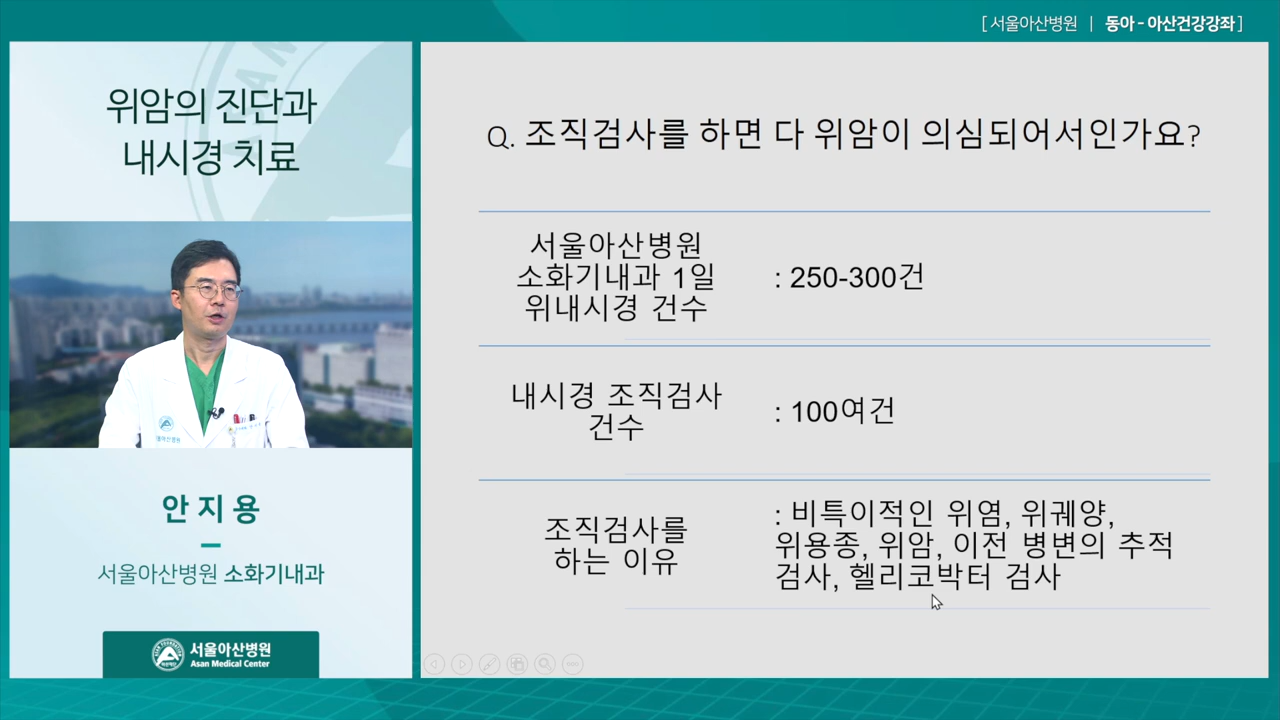 [ 서울아산병원 | 동아 - 아산건강강좌 ]
위암의 진단과
내시경 치료
안 지 용
서울아산병원 소화기내과
서울아산병원
Asan Medical Center
Q. 조직검사를 하면 다 위암이 의심되어서인가요?
서울아산병원
소화기내과 1일
위내시경 건수
: 250-300건
내시경 조직검사
건수
: 100여건
조직검사를
하는 이유
: 비특이적인 위염, 위궤양,
위용종, 위암, 이전 병변의 추적
검사, 헬리코박터 검사